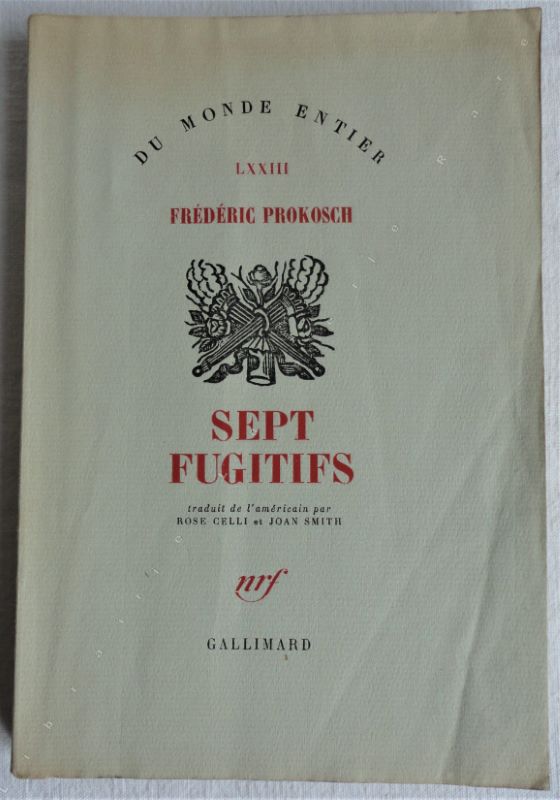 DU MONDE ENTIER
LXXIII
FRÉDÉRIC PROKOSCH
SEPT
FUGITIFS
traduit de l'américain par
ROSE CELLI et JOAN SMITH
nrf
GALLIMARD